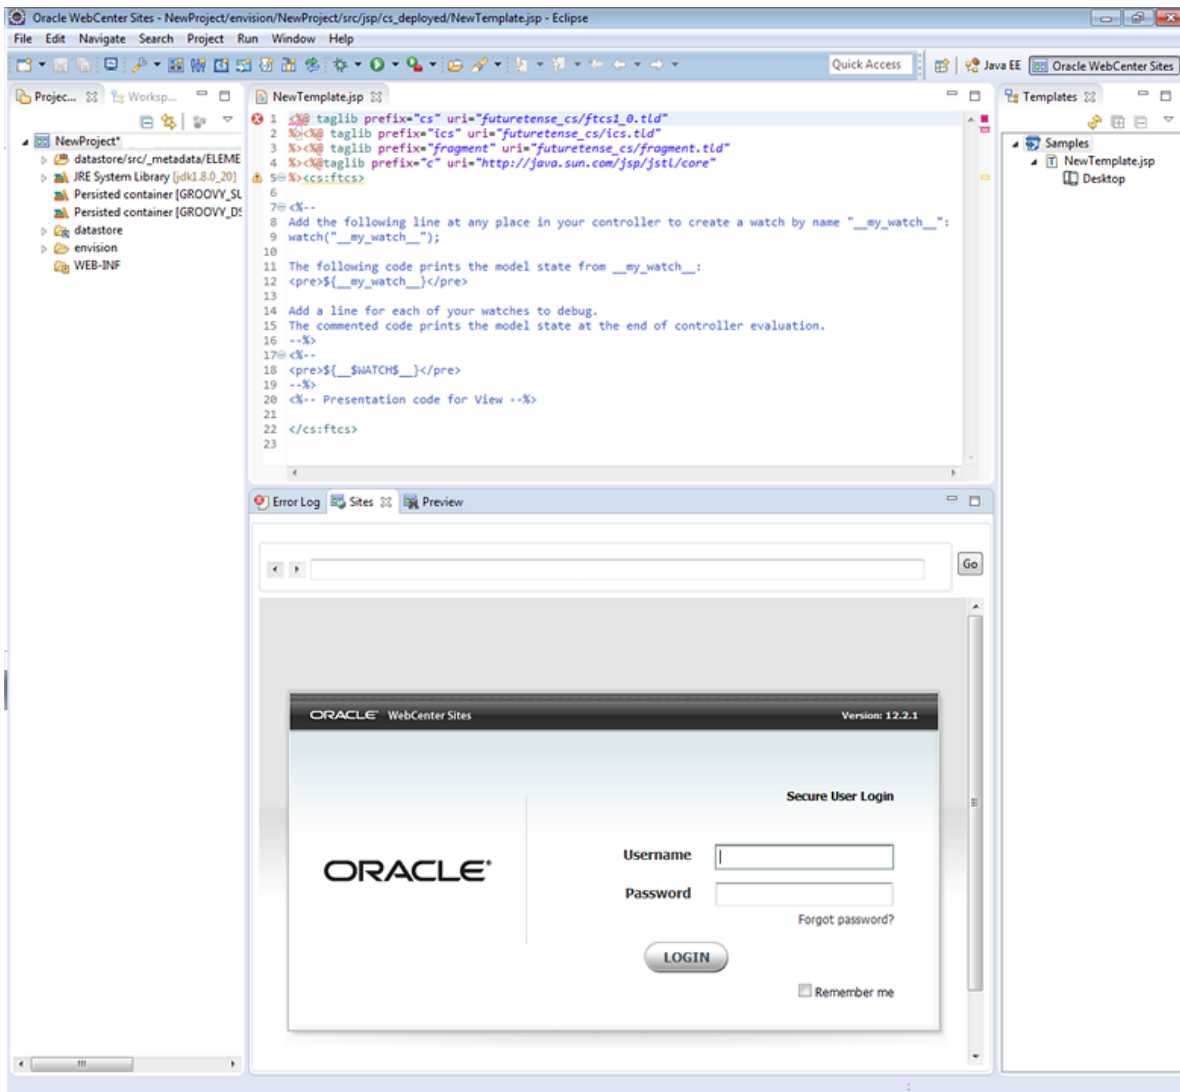 Oracle WebCenter Sites - NewProject/envision/NewProject/src/jsp/cs_deployed/NewTemplate.jsp - Eclipse
File Edit Navigate Search Project Run Window Help
Quick Access
Java EE
Oracle WebCenter Sites
Projec...
Worksp...
NewProject*
datastore/src/_metadata/ELEME
JRE System Library [jdk1.8.0_20]
Persisted container [GROOVY_SL
Persisted container [GROOVY_DS
datastore
envision
WEB-INF
NewTemplate.jsp
1 <%@ taglib prefix="cs" uri="futuretense_cs/ftcs1_0.tld"
2 %><%@ taglib prefix="ics" uri="futuretense_cs/ics.tld"
3 %><%@ taglib prefix="fragment" uri="futuretense_cs/fragment.tld"
4 %><%@taglib prefix="c" uri="http://java.sun.com/jsp/jstl/core"
5 %><cs:ftcs>
6
7 <%--
8 Add the following line at any place in your controller to create a watch by name "__my_watch__":
9 watch("__my_watch__");
10
11 The following code prints the model state from __my_watch__:
12 <pre>${__my_watch__}</pre>
13
14 Add a line for each of your watches to debug.
15 The commented code prints the model state at the end of controller evaluation.
16 --%>
17 <%--
18 <pre>${__$WATCH$__}</pre>
19 --%>
20 <%-- Presentation code for View --%>
21
22 </cs:ftcs>
23
Templates
Samples
NewTemplate.jsp
Desktop
Error Log
Sites
Preview
Go
ORACLE WebCenter Sites
Version: 12.2.1
Secure User Login
ORACLE
Username
Password
Forgot password?
LOGIN
Remember me